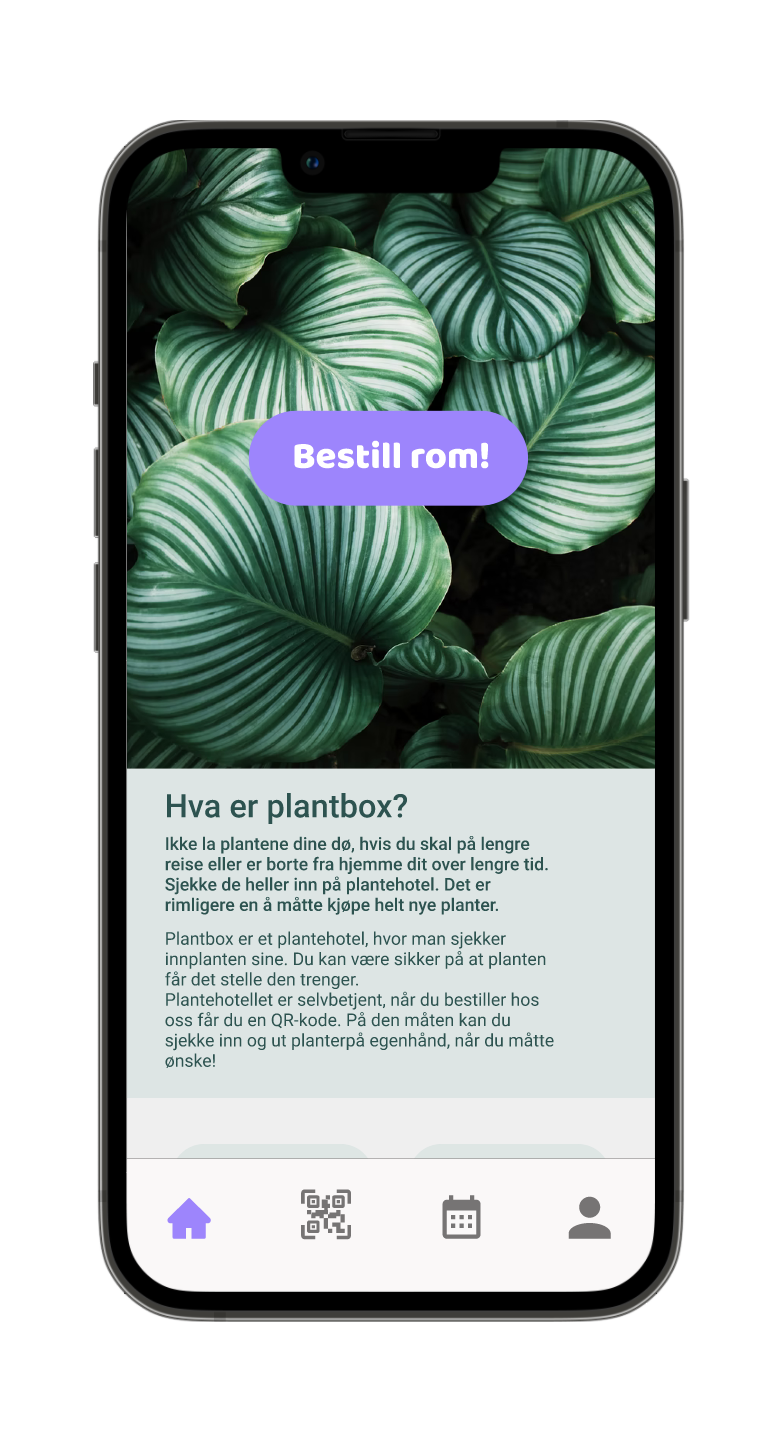 Bestill rom!
Hva er plantbox?
Ikke la plantene dine dø, hvis du skal på lengre
reise eller er borte fra hjemme dit over lengre tid.
Sjekke de heller inn på plantehotel. Det er
rimligere en å måtte kjøpe helt nye planter.
Plantbox er et plantehotel, hvor man sjekker
innplanten sine. Du kan være sikker på at planten
får det stelle den trenger.
Plantehotellet er selvbetjent, når du bestiller hos
oss får du en QR-kode. På den måten kan du
sjekke inn og ut planterpå egenhånd, når du måtte
ønske!